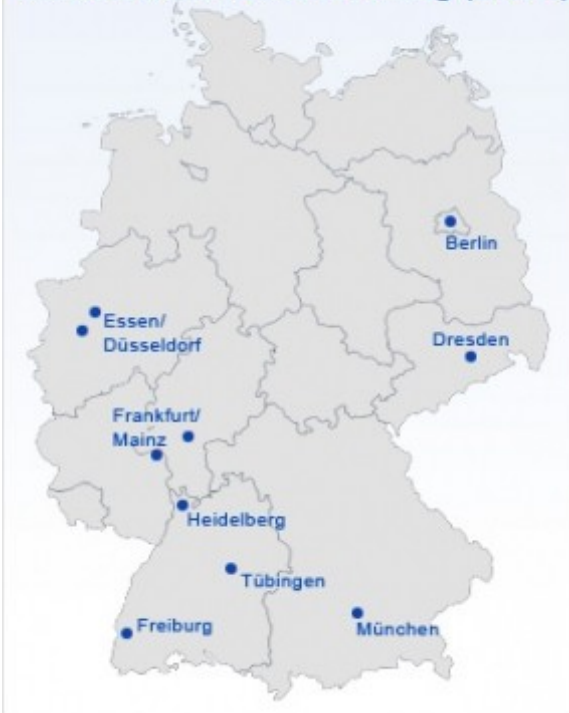 Berlin
Essen/
Düsseldorf
Dresden
Frankfurt/
Mainz
Heidelberg
Tübingen
Freiburg
München